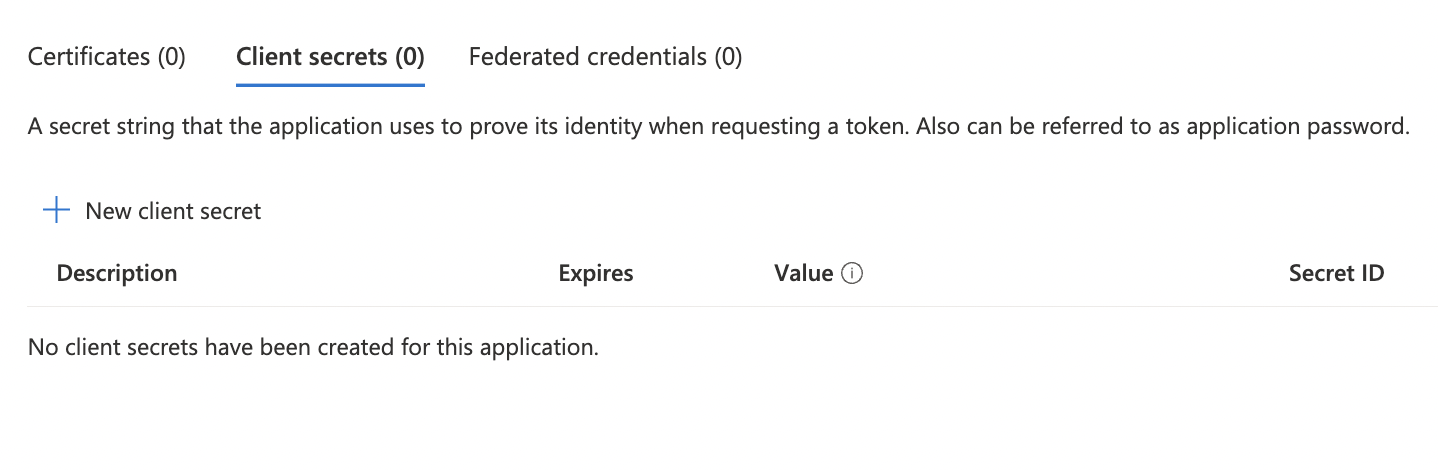 Certificates (0) Client secrets (0) Federated credentials (0)
A secret string that the application uses to prove its identity when requesting a token. Also can be referred to as application password.
New client secret
Description Expires Value Secret ID
No client secrets have been created for this application.